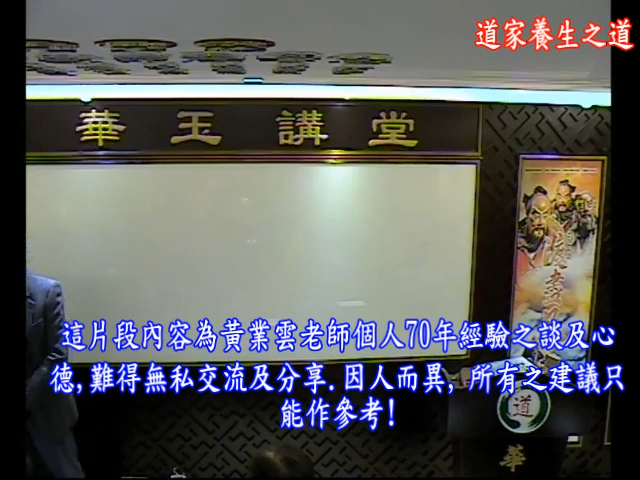 道家養生之道
華玉講堂
這片段內容為黃業雲老師個人70年經驗之談及心
德,難得無私交流及分享.因人而異, 所有之建議只
能作參考!
道
華